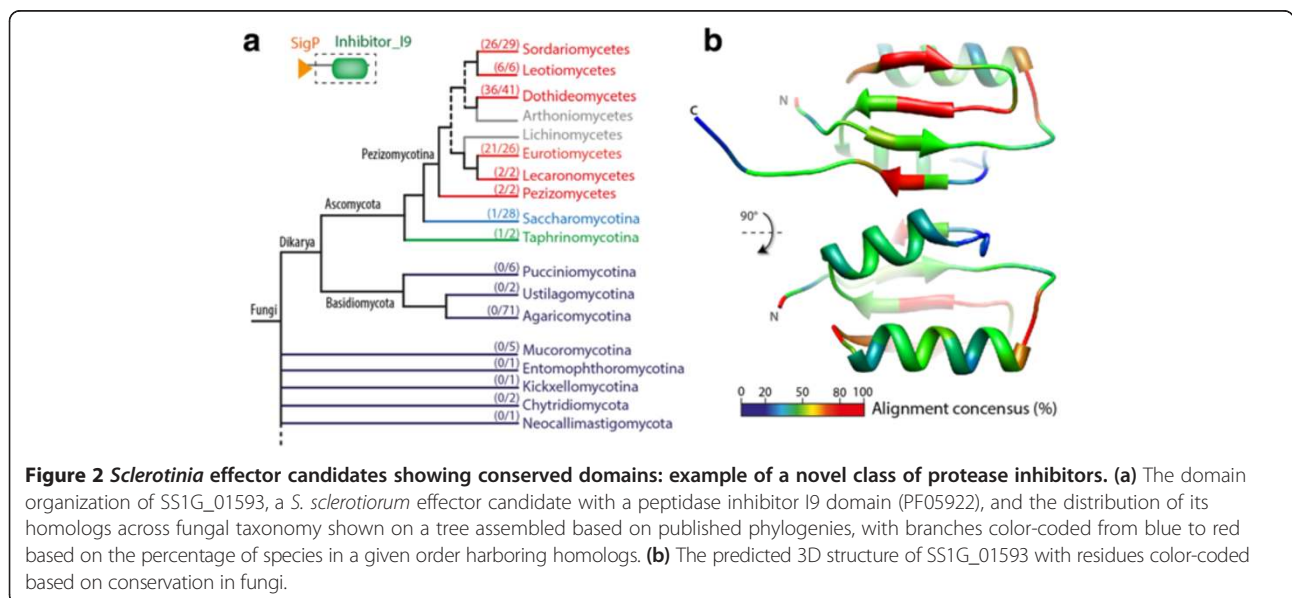 a
SigP
Inhibitor_I9
(26/29)
Sordariomycetes
(6/6)
Leotiomycetes
(36/41)
Dothideomycetes
Arthoniomycetes
Lichinomycetes
Pezizomycotina
(21/26)
Eurotiomycetes
(2/2)
Lecaronomycetes
(2/2)
Pezizomycetes
Ascomycota
(1/28)
Saccharomycotina
(1/2)
Taphrinomycotina
Dikarya
(0/6)
Pucciniomycotina
(0/2)
Ustilagomycotina
Basidiomycota
(0/71)
Agaricomycotina
Fungi
(0/5)
Mucoromycotina
(0/1)
Entomophthoromycotina
(0/1)
Kickxellomycotina
(0/2)
Chytridiomycota
(0/1)
Neocallimastigomycota
b
N
C
90°
N
0 20 50 80 100
Alignment concensus (%)
Figure 2 Sclerotinia effector candidates showing conserved domains: example of a novel class of protease inhibitors. (a) The domain
organization of SS1G_01593, a S. sclerotiorum effector candidate with a peptidase inhibitor I9 domain (PF05922), and the distribution of its
homologs across fungal taxonomy shown on a tree assembled based on published phylogenies, with branches color-coded from blue to red
based on the percentage of species in a given order harboring homologs. (b) The predicted 3D structure of SS1G_01593 with residues color-coded
based on conservation in fungi.